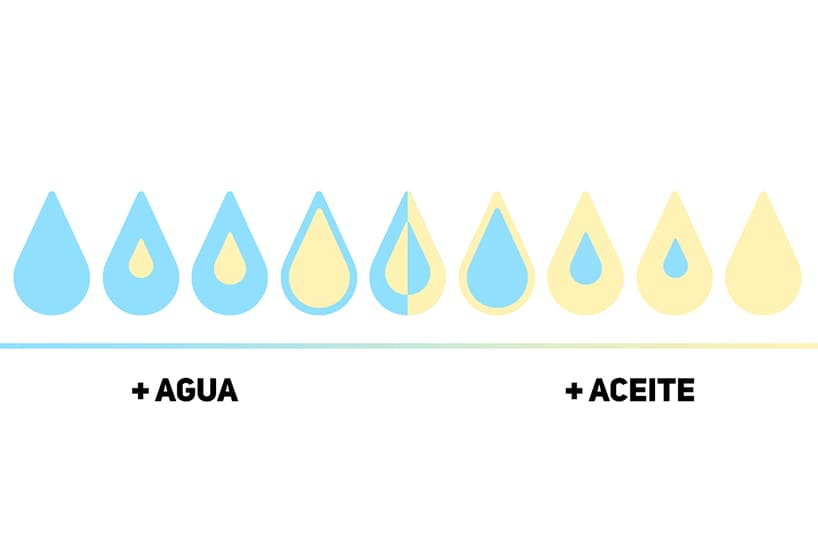 + AGUA
+ ACEITE